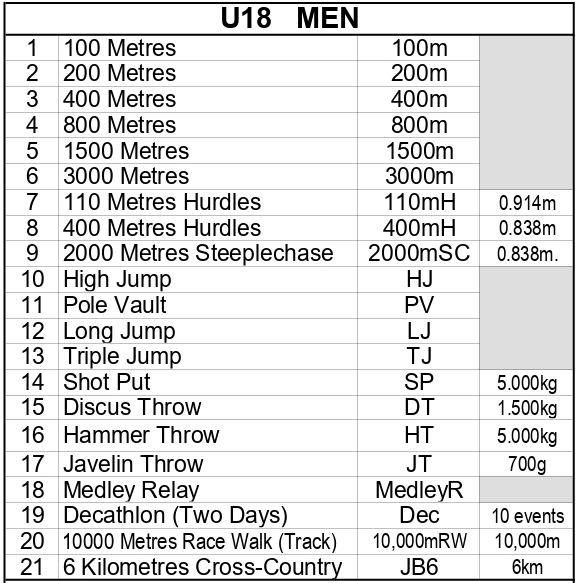 U18 MEN
1 100 Metres 100m
2 200 Metres 200m
3 400 Metres 400m
4 800 Metres 800m
5 1500 Metres 1500m
6 3000 Metres 3000m
7 110 Metres Hurdles 110mH 0.914m
8 400 Metres Hurdles 400mH 0.838m
9 2000 Metres Steeplechase 2000mSC 0.838m.
10 High Jump HJ
11 Pole Vault PV
12 Long Jump LJ
13 Triple Jump TJ
14 Shot Put SP 5.000kg
15 Discus Throw DT 1.500kg
16 Hammer Throw HT 5.000kg
17 Javelin Throw JT 700g
18 Medley Relay MedleyR
19 Decathlon (Two Days) Dec 10 events
20 10000 Metres Race Walk (Track) 10,000mRW 10,000m
21 6 Kilometres Cross-Country JB6 6km